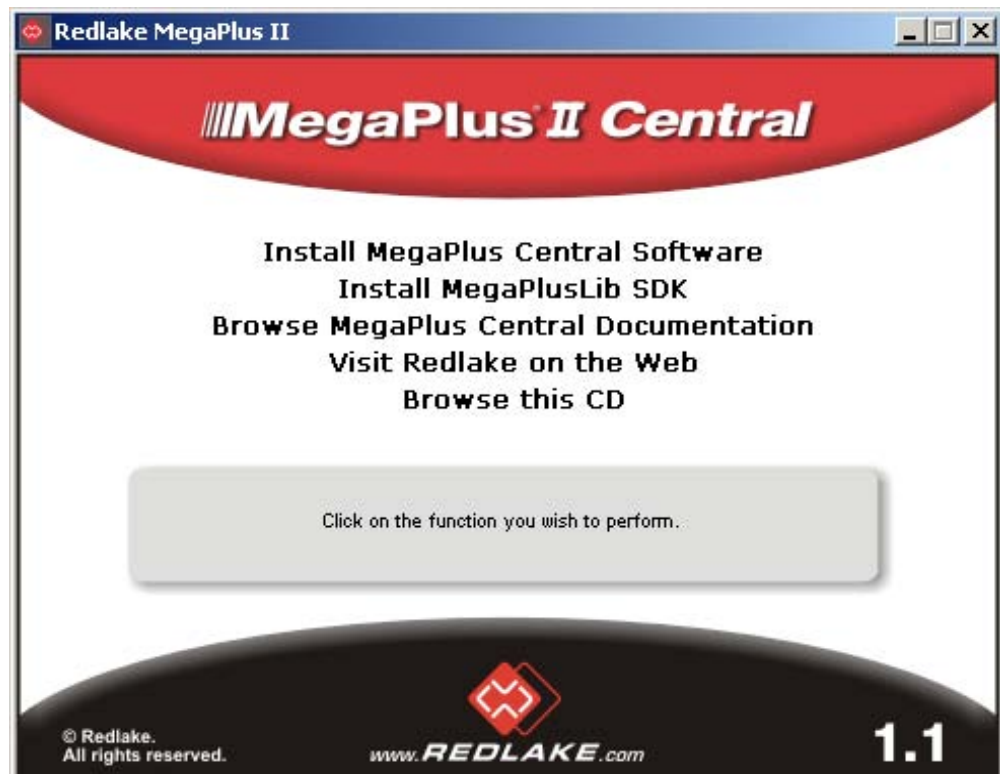 Redlake MegaPlus II
MegaPlus II Central
Install MegaPlus Central Software
Install MegaPlusLib SDK
Browse MegaPlus Central Documentation
Visit Redlake on the Web
Browse this CD
Click on the function you wish to perform.
© Redlake.
All rights reserved.
www.REDLAKE.com
1.1